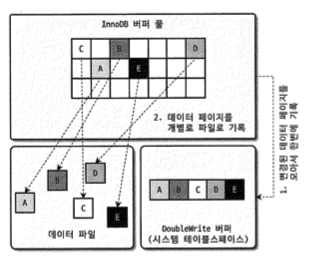 InnoDB 버퍼 풀
C
B
D
A
E
2. 데이터 페이지를
개별로 파일로 기록
1. 변경된 데이터 페이지를
모아서 한번에 기록
A
B
D
C
E
데이터 파일
A B C D E
DoubleWrite 버퍼
(시스템 테이블스페이스)